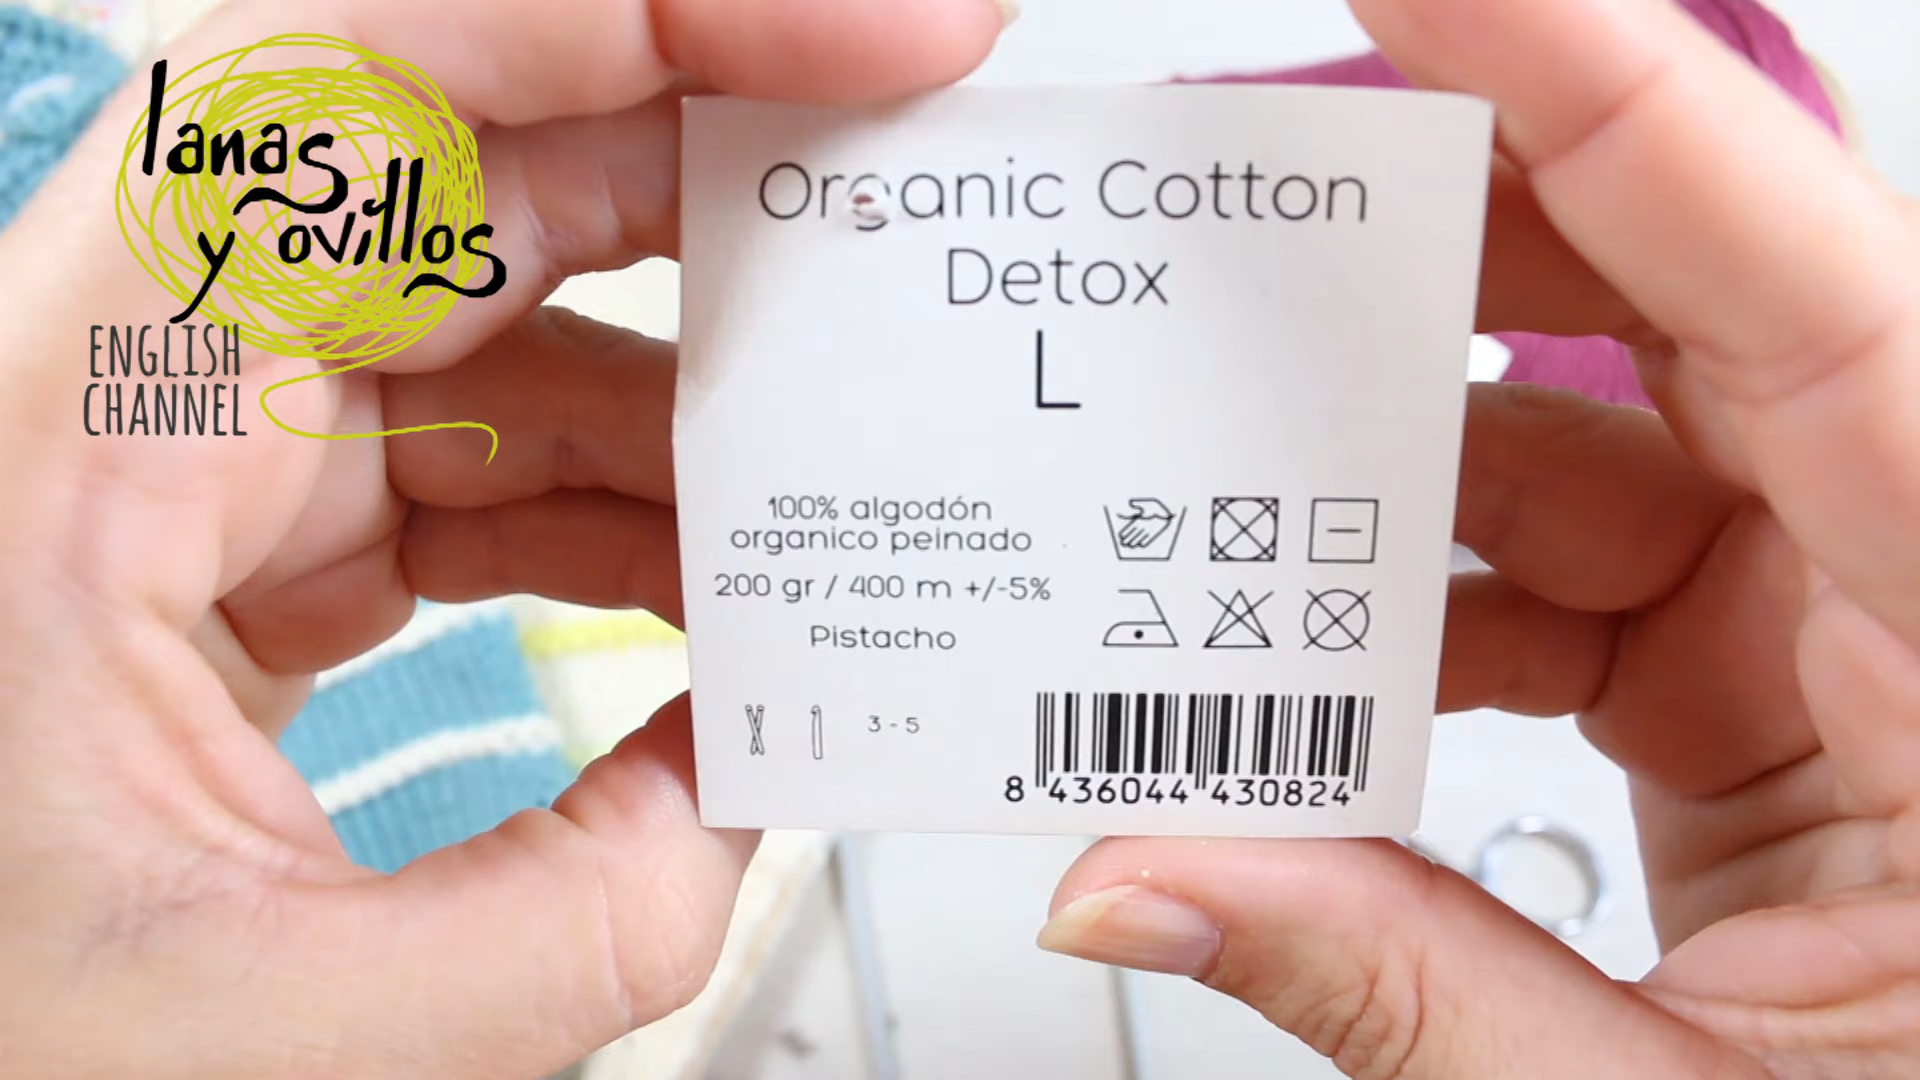 lanas
y ovillos
ENGLISH
CHANNEL
Organic Cotton
Detox
L
100% algodón
organico peinado
200 gr / 400 m +/-5%
Pistacho
3 - 5
8 436044 430824